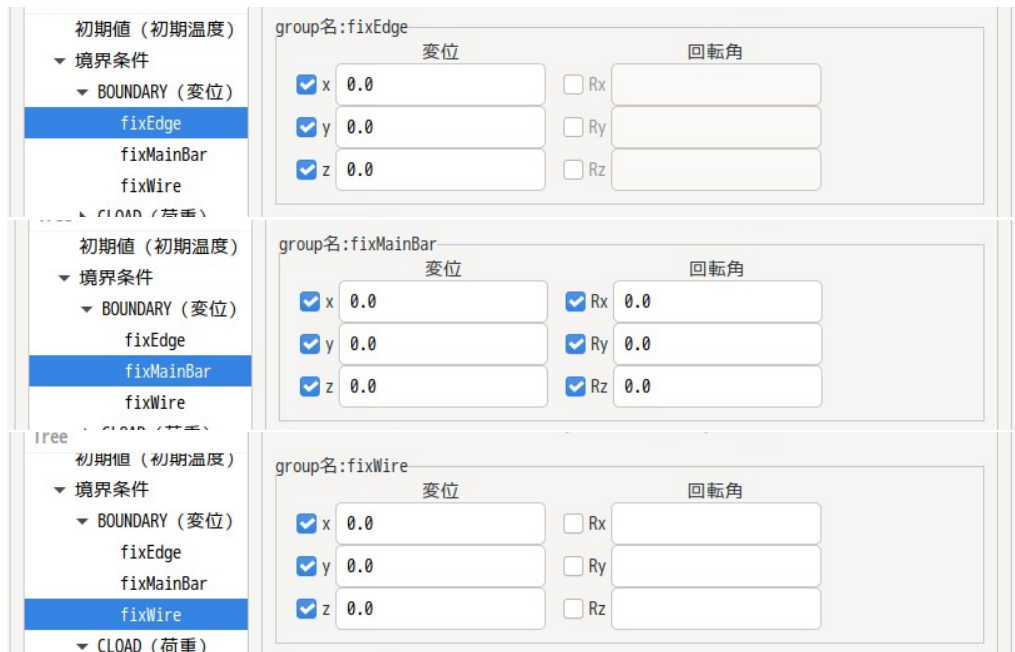 初期値（初期温度）
▼ 境界条件
▼ BOUNDARY（変位）
fixEdge
fixMainBar
fixWire
CLOAD（荷重）
group名:fixEdge
変位 回転角
x 0.0 Rx
y 0.0 Ry
z 0.0 Rz
初期値（初期温度）
▼ 境界条件
▼ BOUNDARY（変位）
fixEdge
fixMainBar
fixWire
group名:fixMainBar
変位 回転角
x 0.0 Rx 0.0
y 0.0 Ry 0.0
z 0.0 Rz 0.0
Tree
初期値（初期温度）
▼ 境界条件
▼ BOUNDARY（変位）
fixEdge
fixMainBar
fixWire
▼ CLOAD（荷重）
group名:fixWire
変位 回転角
x 0.0 Rx
y 0.0 Ry
z 0.0 Rz